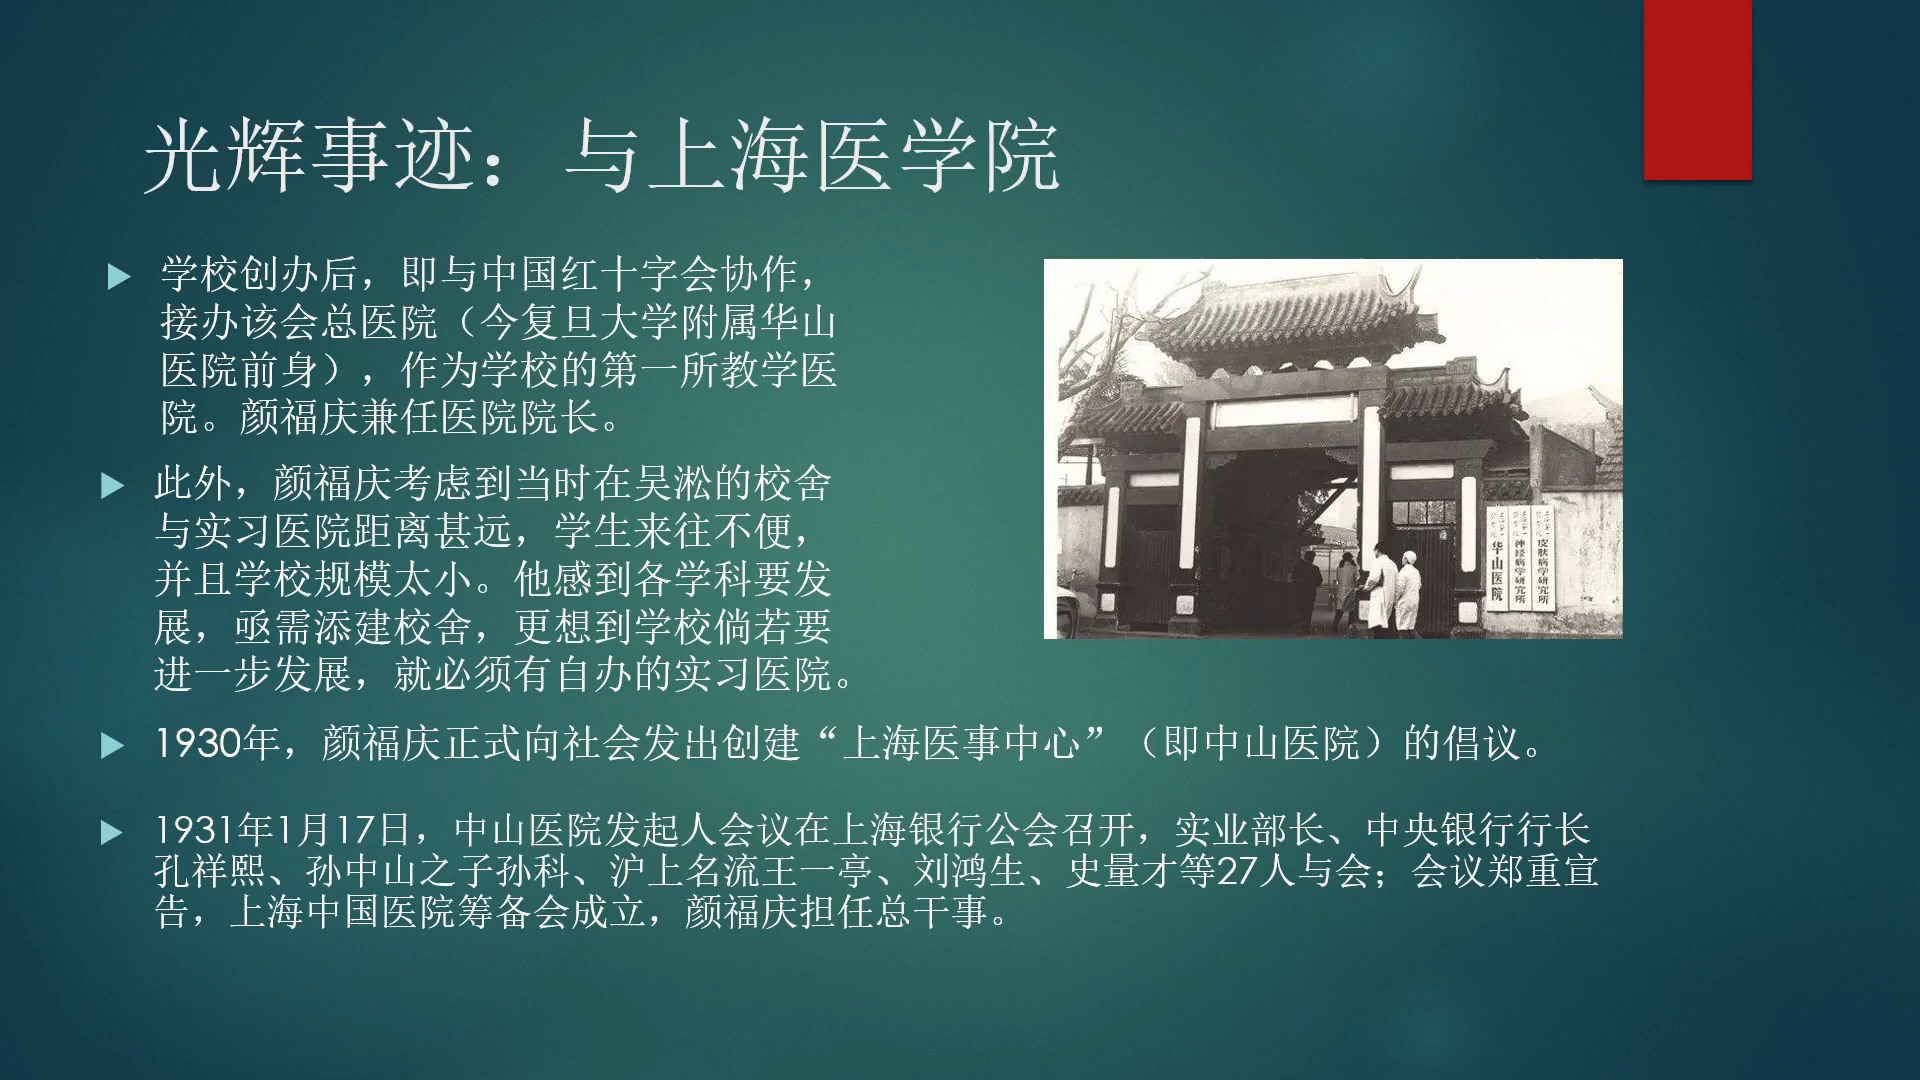 光辉事迹：与上海医学院
学校创办后，即与中国红十字会协作，
接办该会总医院（今复旦大学附属华山
医院前身），作为学校的第一所教学医
院。颜福庆兼任医院院长。
此外，颜福庆考虑到当时在吴淞的校舍
与实习医院距离甚远，学生来往不便，
并且学校规模太小。他感到各学科要发
展，亟需添建校舍，更想到学校倘若要
进一步发展，就必须有自办的实习医院。
1930年，颜福庆正式向社会发出创建“上海医事中心”（即中山医院）的倡议。
1931年1月17日，中山医院发起人会议在上海银行公会召开，实业部长、中央银行行长
孔祥熙、孙中山之子孙科、沪上名流王一亭、刘鸿生、史量才等27人与会；会议郑重宣
告，上海中国医院筹备会成立，颜福庆担任总干事。
华山医院
神经病学研究所
皮肤病学研究所